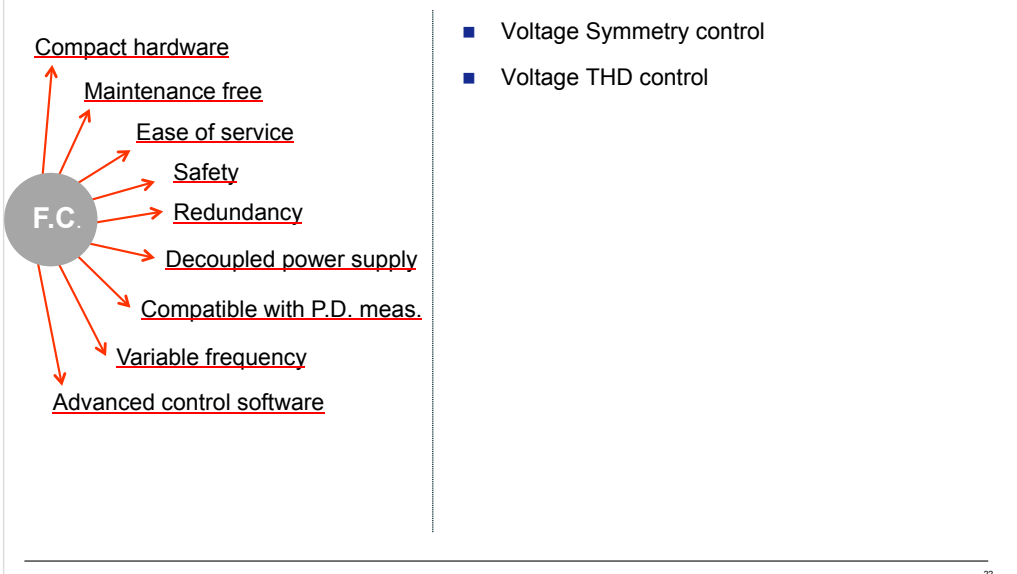 Compact hardware
Maintenance free
Ease of service
Safety
F.C.
Redundancy
Decoupled power supply
Compatible with P.D. meas.
Variable frequency
Advanced control software
Voltage Symmetry control
Voltage THD control